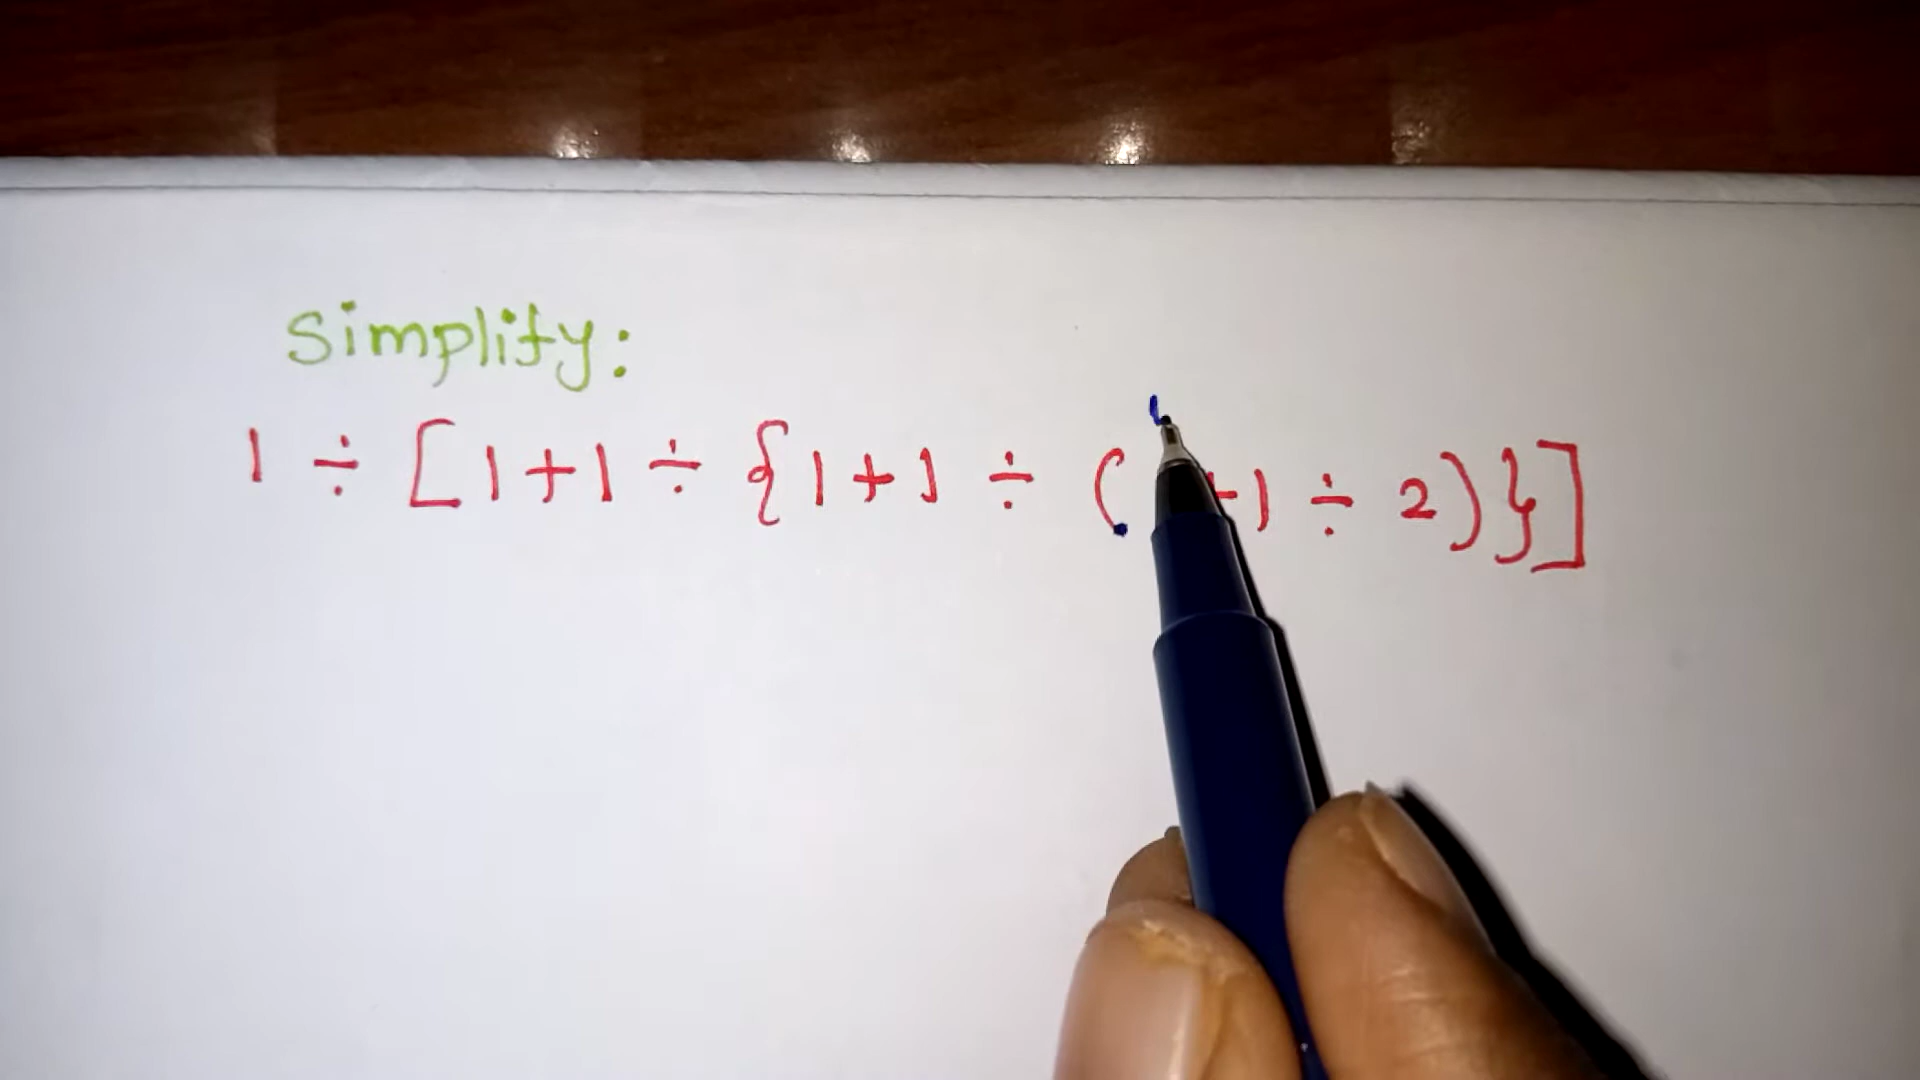 Simplify:
1 ÷ [1+1 ÷ {1+1 ÷ ( +1 ÷ 2)}]